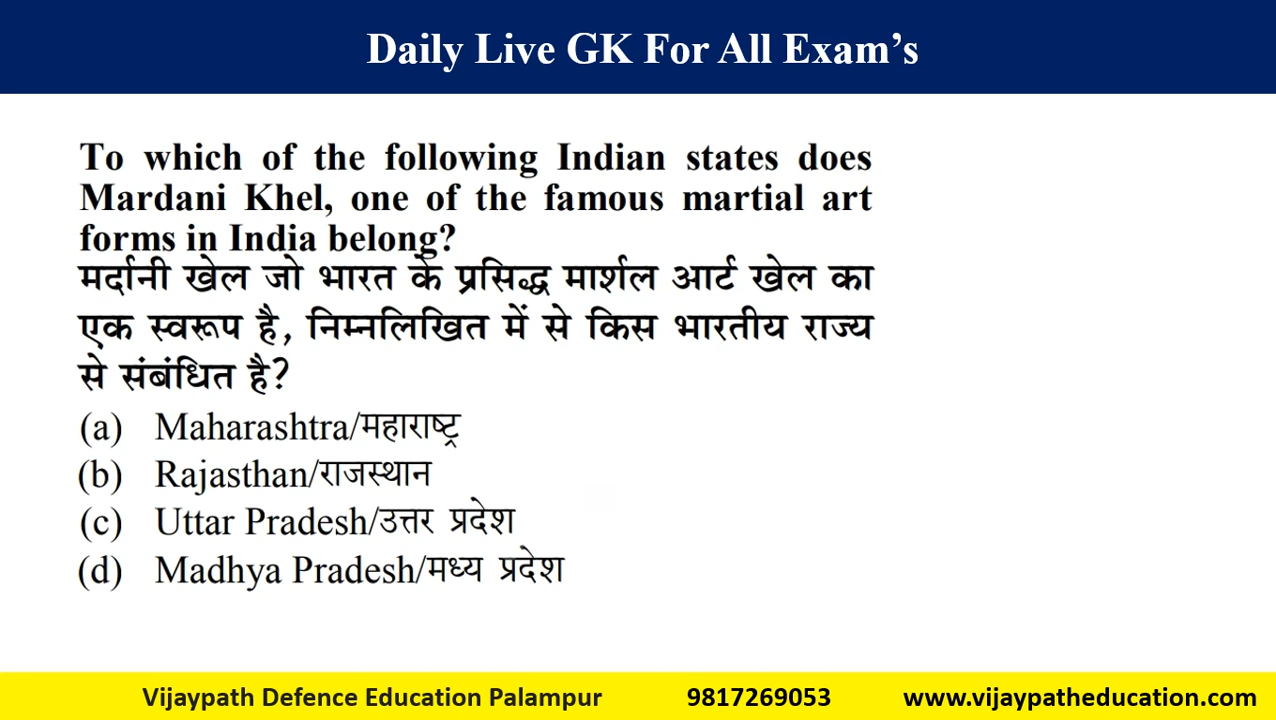 Daily Live GK For All Exam’s
To which of the following Indian states does
Mardani Khel, one of the famous martial art
forms in India belong?
मर्दानी खेल जो भारत के प्रसिद्ध मार्शल आर्ट खेल का
एक स्वरूप है, निम्नलिखित में से किस भारतीय राज्य
से संबंधित है?
(a) Maharashtra/महाराष्ट्र
(b) Rajasthan/राजस्थान
(c) Uttar Pradesh/उत्तर प्रदेश
(d) Madhya Pradesh/मध्य प्रदेश
Vijaypath Defence Education Palampur 9817269053 www.vijaypatheducation.com